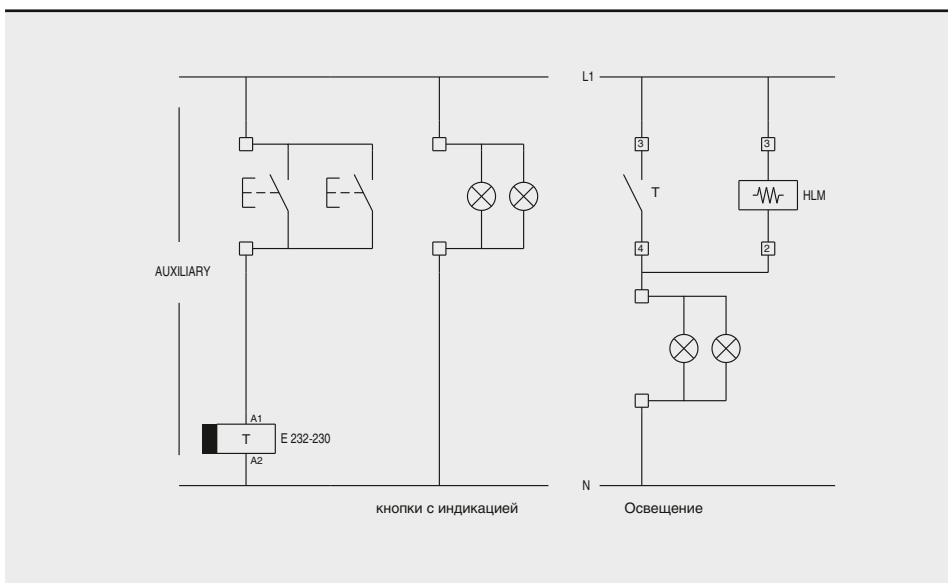 L1
3
3
T
HLM
4
2
AUXILIARY
A1
T
E 232-230
A2
N
кнопки с индикацией
Освещение